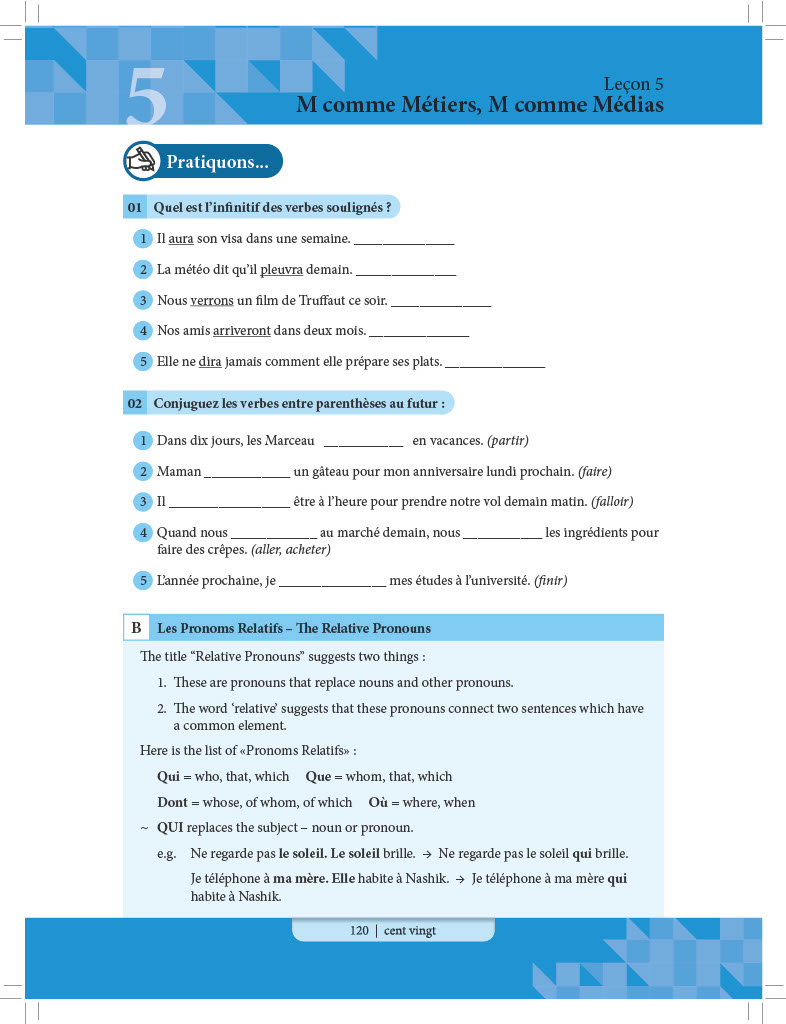 5
Leçon 5
M comme Métiers, M comme Médias
Pratiquons...
01 Quel est l’infinitif des verbes soulignés ?
1 Il aura son visa dans une semaine. _______________
2 La météo dit qu’il pleuvra demain. _______________
3 Nous verrons un film de Truffaut ce soir. _______________
4 Nos amis arriveront dans deux mois. _______________
5 Elle ne dira jamais comment elle prépare ses plats. _______________
02 Conjuguez les verbes entre parenthèses au futur :
1 Dans dix jours, les Marceau ____________ en vacances. (partir)
2 Maman _____________ un gâteau pour mon anniversaire lundi prochain. (faire)
3 Il __________________ être à l’heure pour prendre notre vol demain matin. (falloir)
4 Quand nous _____________ au marché demain, nous ____________ les ingrédients pour
faire des crêpes. (aller, acheter)
5 L’année prochaine, je ________________ mes études à l’université. (finir)
B Les Pronoms Relatifs – The Relative Pronouns
The title “Relative Pronouns” suggests two things :
1. These are pronouns that replace nouns and other pronouns.
2. The word ‘relative’ suggests that these pronouns connect two sentences which have
a common element.
Here is the list of «Pronoms Relatifs» :
Qui = who, that, which Que = whom, that, which
Dont = whose, of whom, of which Où = where, when
~ QUI replaces the subject – noun or pronoun.
e.g. Ne regarde pas le soleil. Le soleil brille. → Ne regarde pas le soleil qui brille.
Je téléphone à ma mère. Elle habite à Nashik. → Je téléphone à ma mère qui
habite à Nashik.
120 | cent vingt